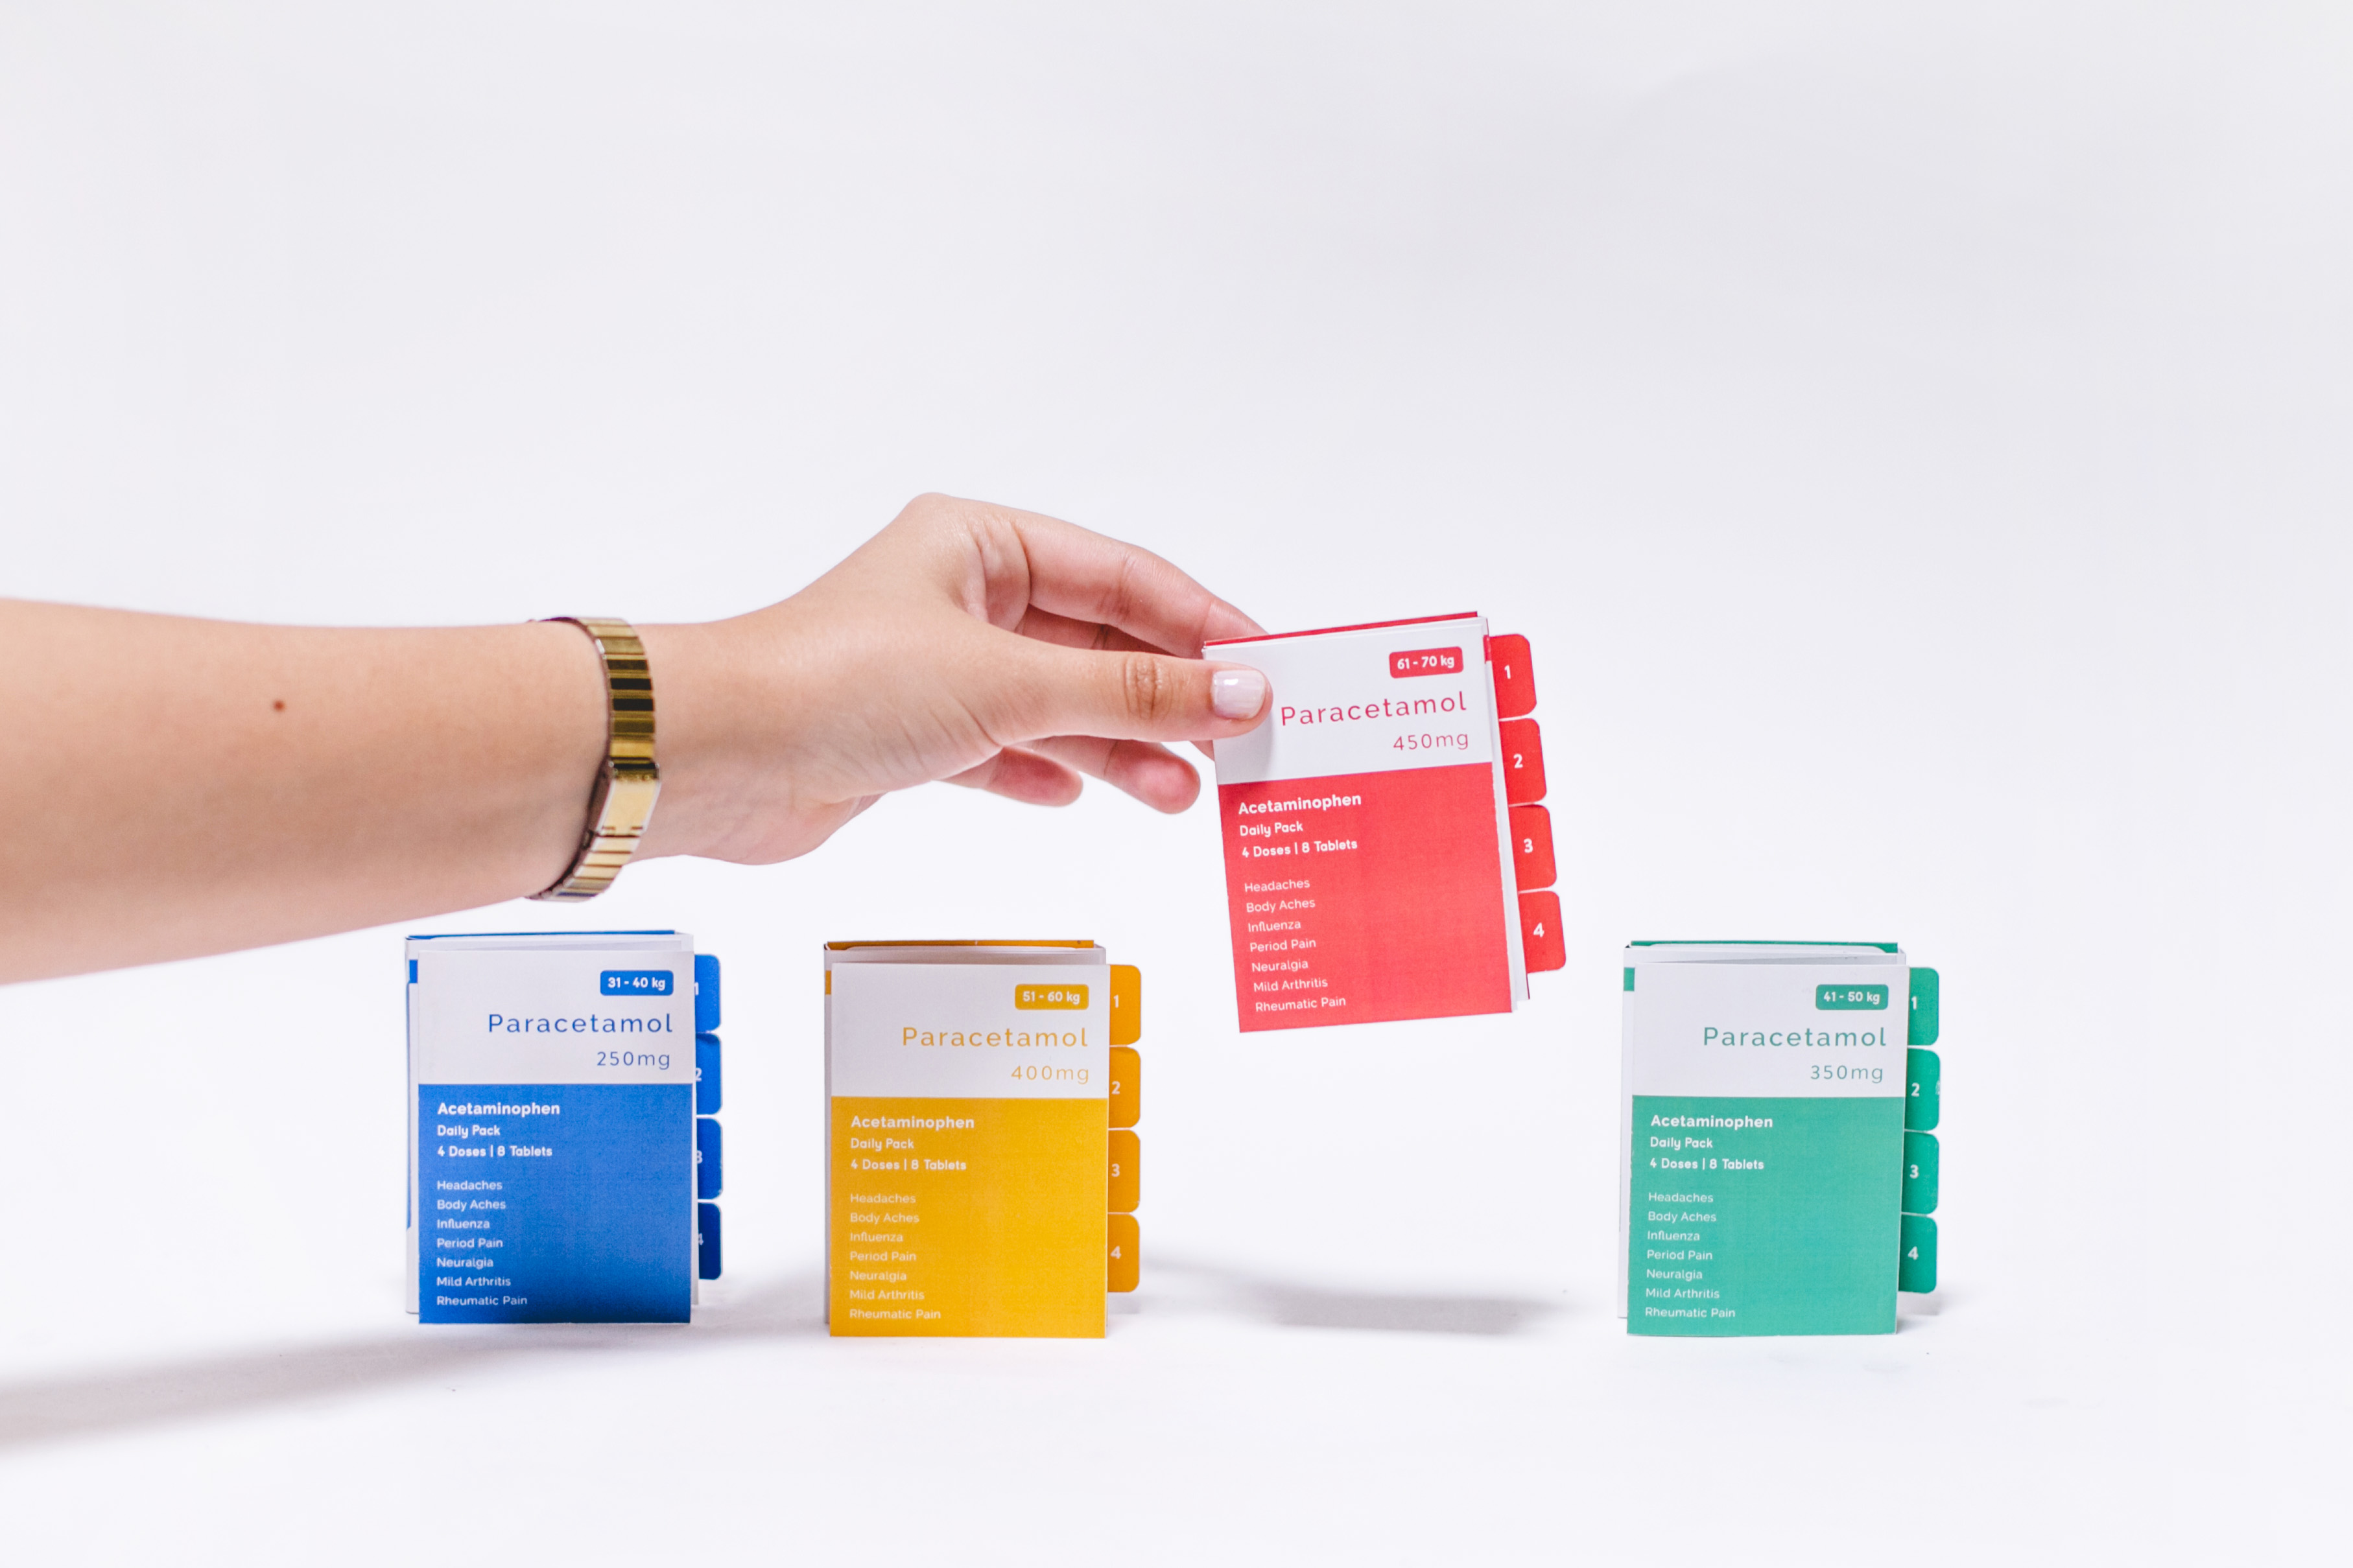 31 - 40 kg
Paracetamol
250mg
Acetaminophen
Daily Pack
4 Doses | 8 Tablets
Headaches
Body Aches
Influenza
Period Pain
Neuralgia
Mild Arthritis
Rheumatic Pain
1
2
3
4
51 - 60 kg
Paracetamol
400mg
Acetaminophen
Daily Pack
4 Doses | 8 Tablets
Headaches
Body Aches
Influenza
Period Pain
Neuralgia
Mild Arthritis
Rheumatic Pain
1
2
3
4
61 - 70 kg
Paracetamol
450mg
Acetaminophen
Daily Pack
4 Doses | 8 Tablets
Headaches
Body Aches
Influenza
Period Pain
Neuralgia
Mild Arthritis
Rheumatic Pain
1
2
3
4
41 - 50 kg
Paracetamol
350mg
Acetaminophen
Daily Pack
4 Doses | 8 Tablets
Headaches
Body Aches
Influenza
Period Pain
Neuralgia
Mild Arthritis
Rheumatic Pain
1
2
3
4